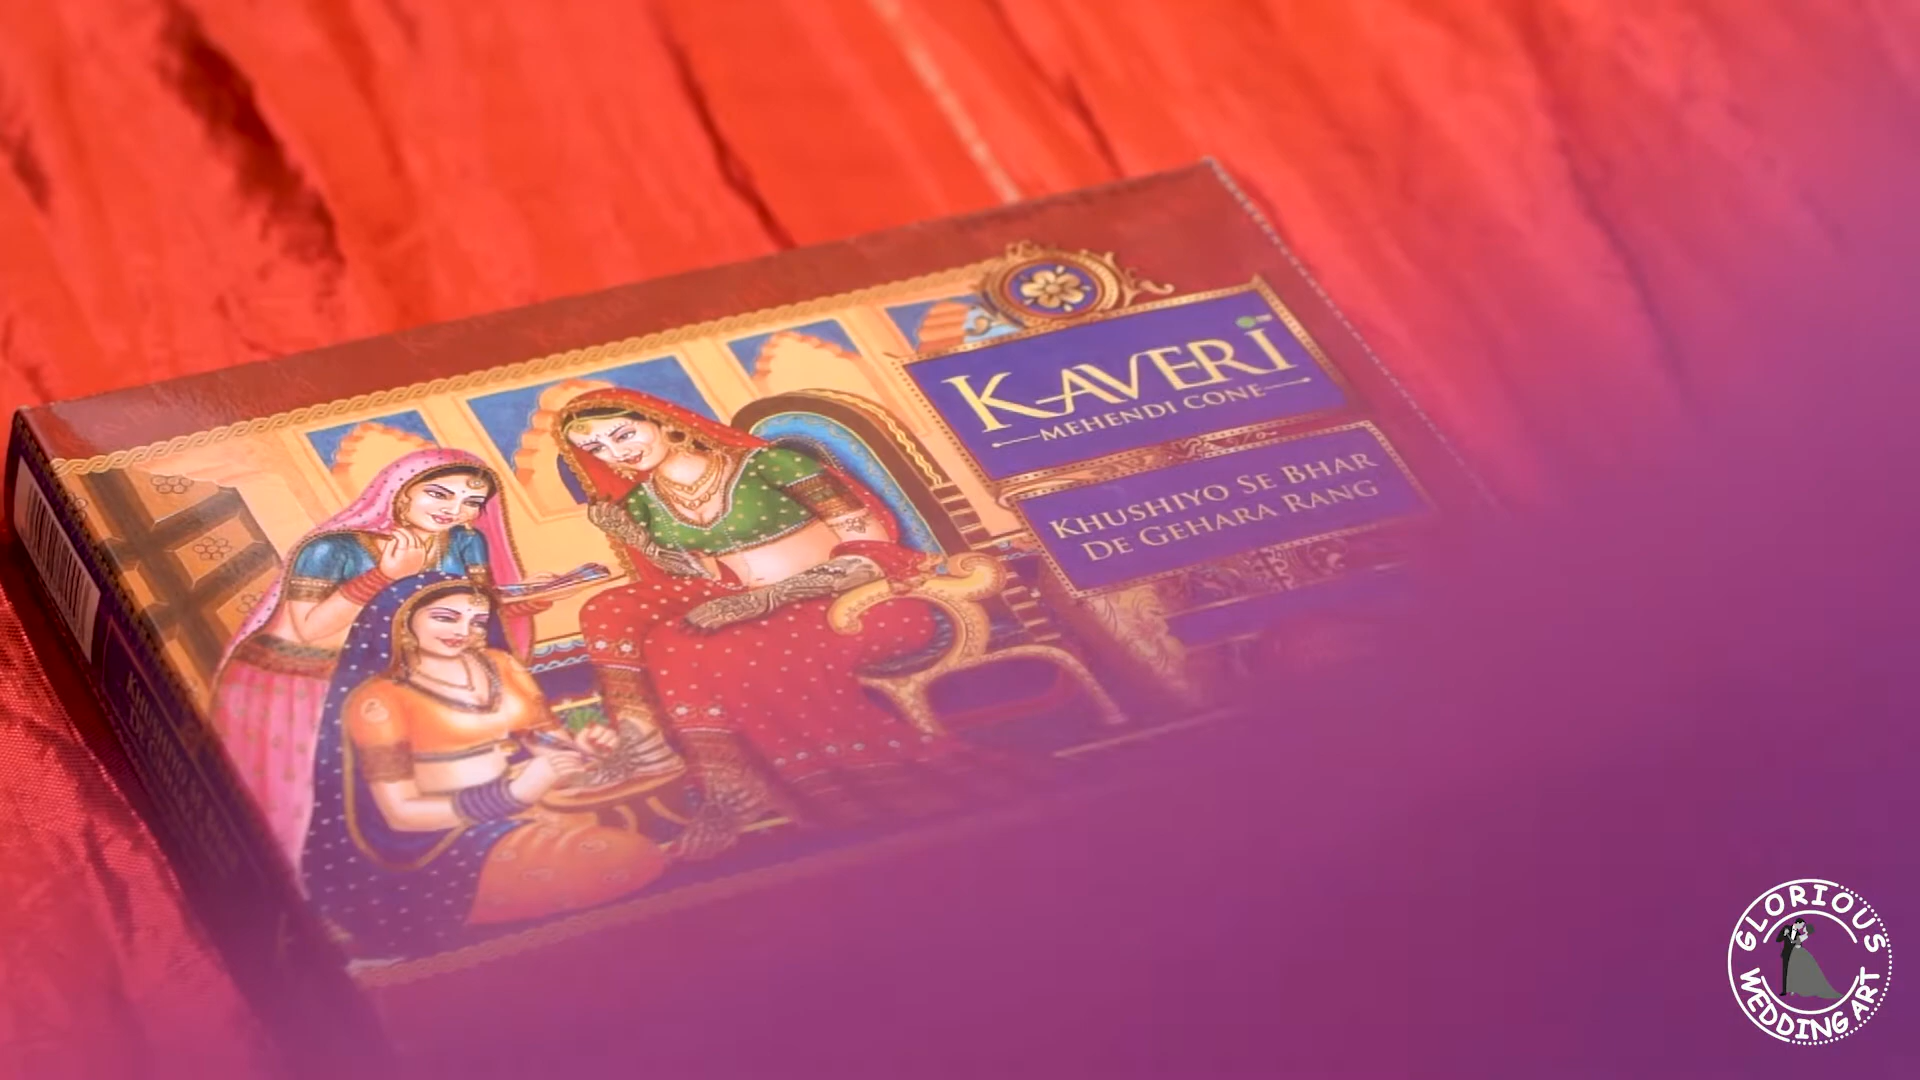 KAVERI
MEHENDI CONE
KHUSHIYO SE BHAR
DE GEHARA RANG
GLORIOUS
WEDDING ART